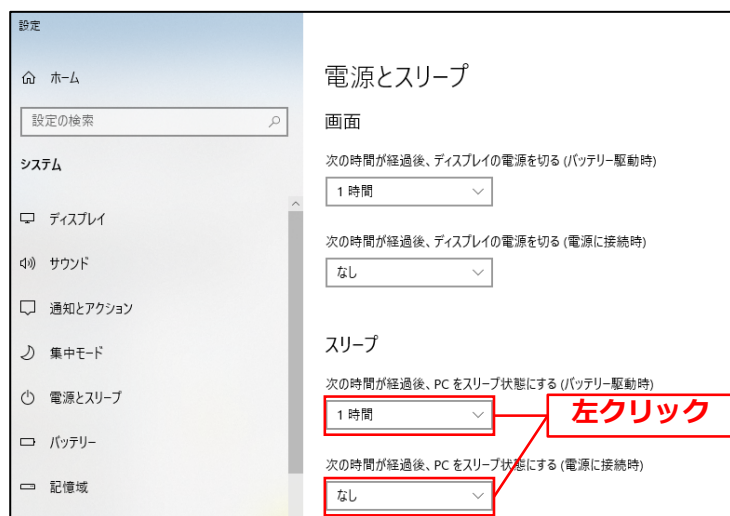 設定
ホーム
設定の検索
システム
ディスプレイ
サウンド
通知とアクション
集中モード
電源とスリープ
バッテリー
記憶域
電源とスリープ
画面
次の時間が経過後、ディスプレイの電源を切る (バッテリー駆動時)
1 時間
次の時間が経過後、ディスプレイの電源を切る (電源に接続時)
なし
スリープ
次の時間が経過後、PC をスリープ状態にする (バッテリー駆動時)
1 時間
左クリック
次の時間が経過後、PC をスリープ状態にする (電源に接続時)
なし